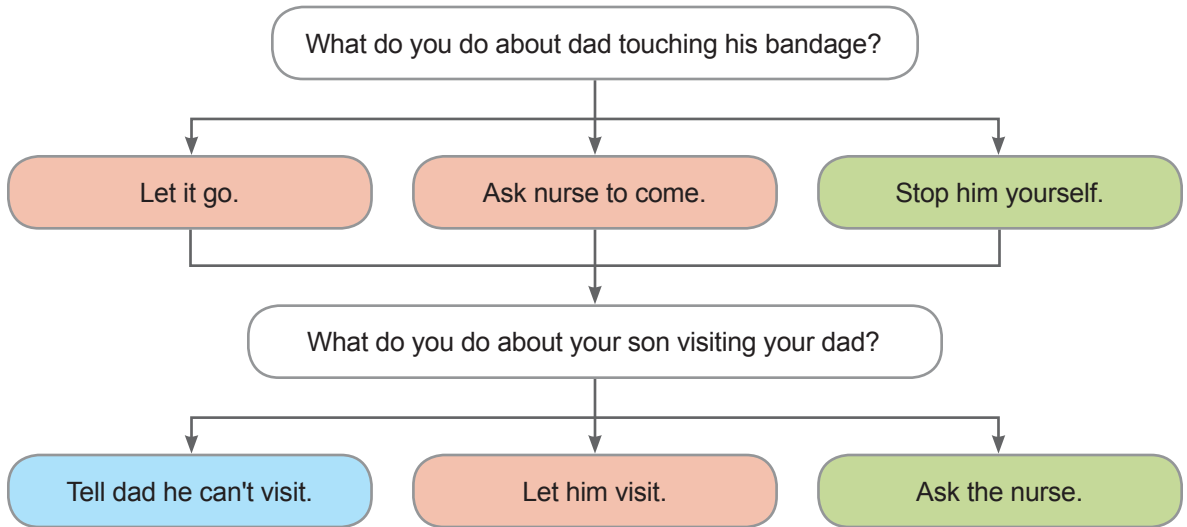 What do you do about dad touching his bandage?
Let it go.
Ask nurse to come.
Stop him yourself.
What do you do about your son visiting your dad?
Tell dad he can't visit.
Let him visit.
Ask the nurse.